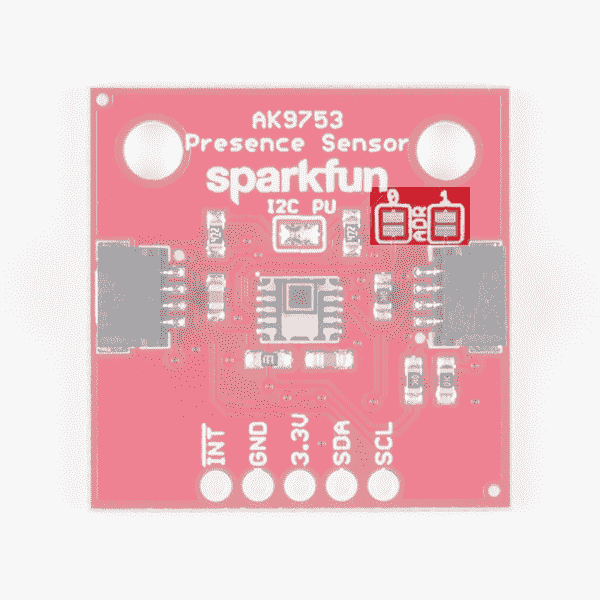 AK9753
Presence Sensor
sparkfun
I2C PU
0 ADR 1
INT
GND
3.3V
SDA
SCL